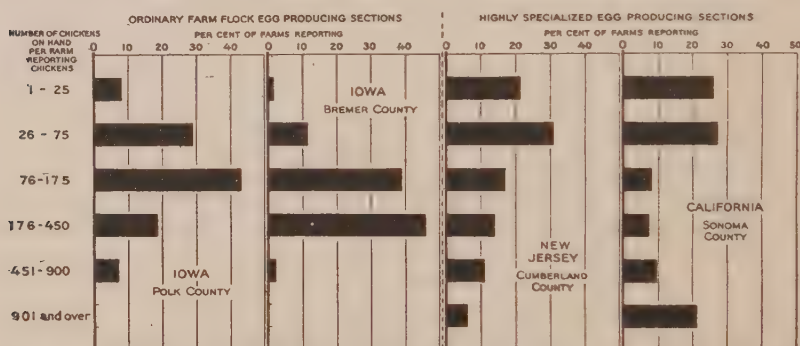 ORDINARY FARM FLOCK EGG PRODUCING SECTIONS
HIGHLY SPECIALIZED EGG PRODUCING SECTIONS
NUMBER OF CHICKENS
ON HAND
PER FARM
REPORTING
CHICKENS
PER CENT OF FARMS REPORTING
PER CENT OF FARMS REPORTING
0 10 20 30 40 0 10 20 30 40 0 10 20 30 40 0 10 20 30 40 50
1 - 25
26 - 75
76-175
176-450
451-900
901 and over
IOWA
POLK COUNTY
IOWA
BREMER COUNTY
NEW
JERSEY
CUMBERLAND
COUNTY
CALIFORNIA
SONOMA
COUNTY